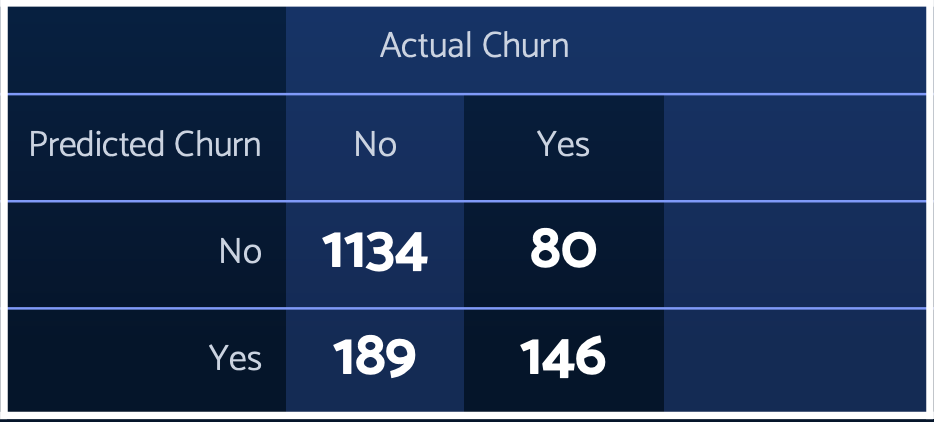 Actual Churn
Predicted Churn No Yes
No 1134 80
Yes 189 146